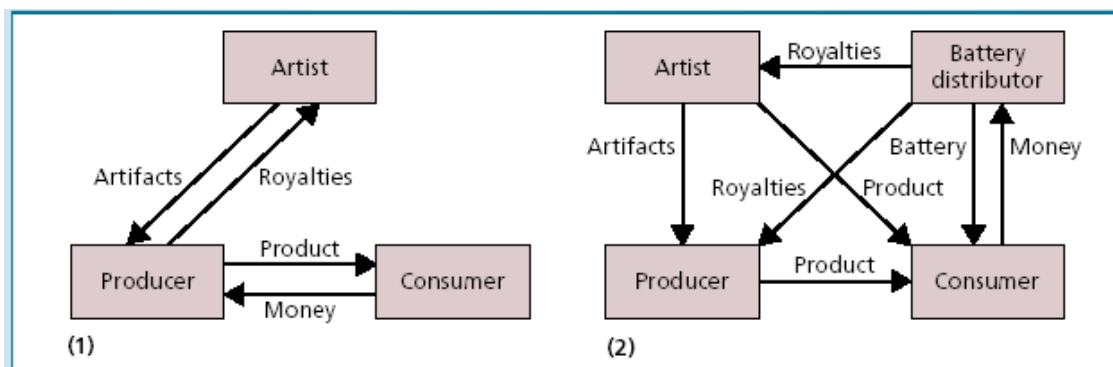 Artist
Artifacts
Royalties
Product
Producer
Consumer
Money
(1)
Artist
Royalties
Battery
distributor
Artifacts
Battery
Money
Royalties
Product
Product
Producer
Consumer
(2)